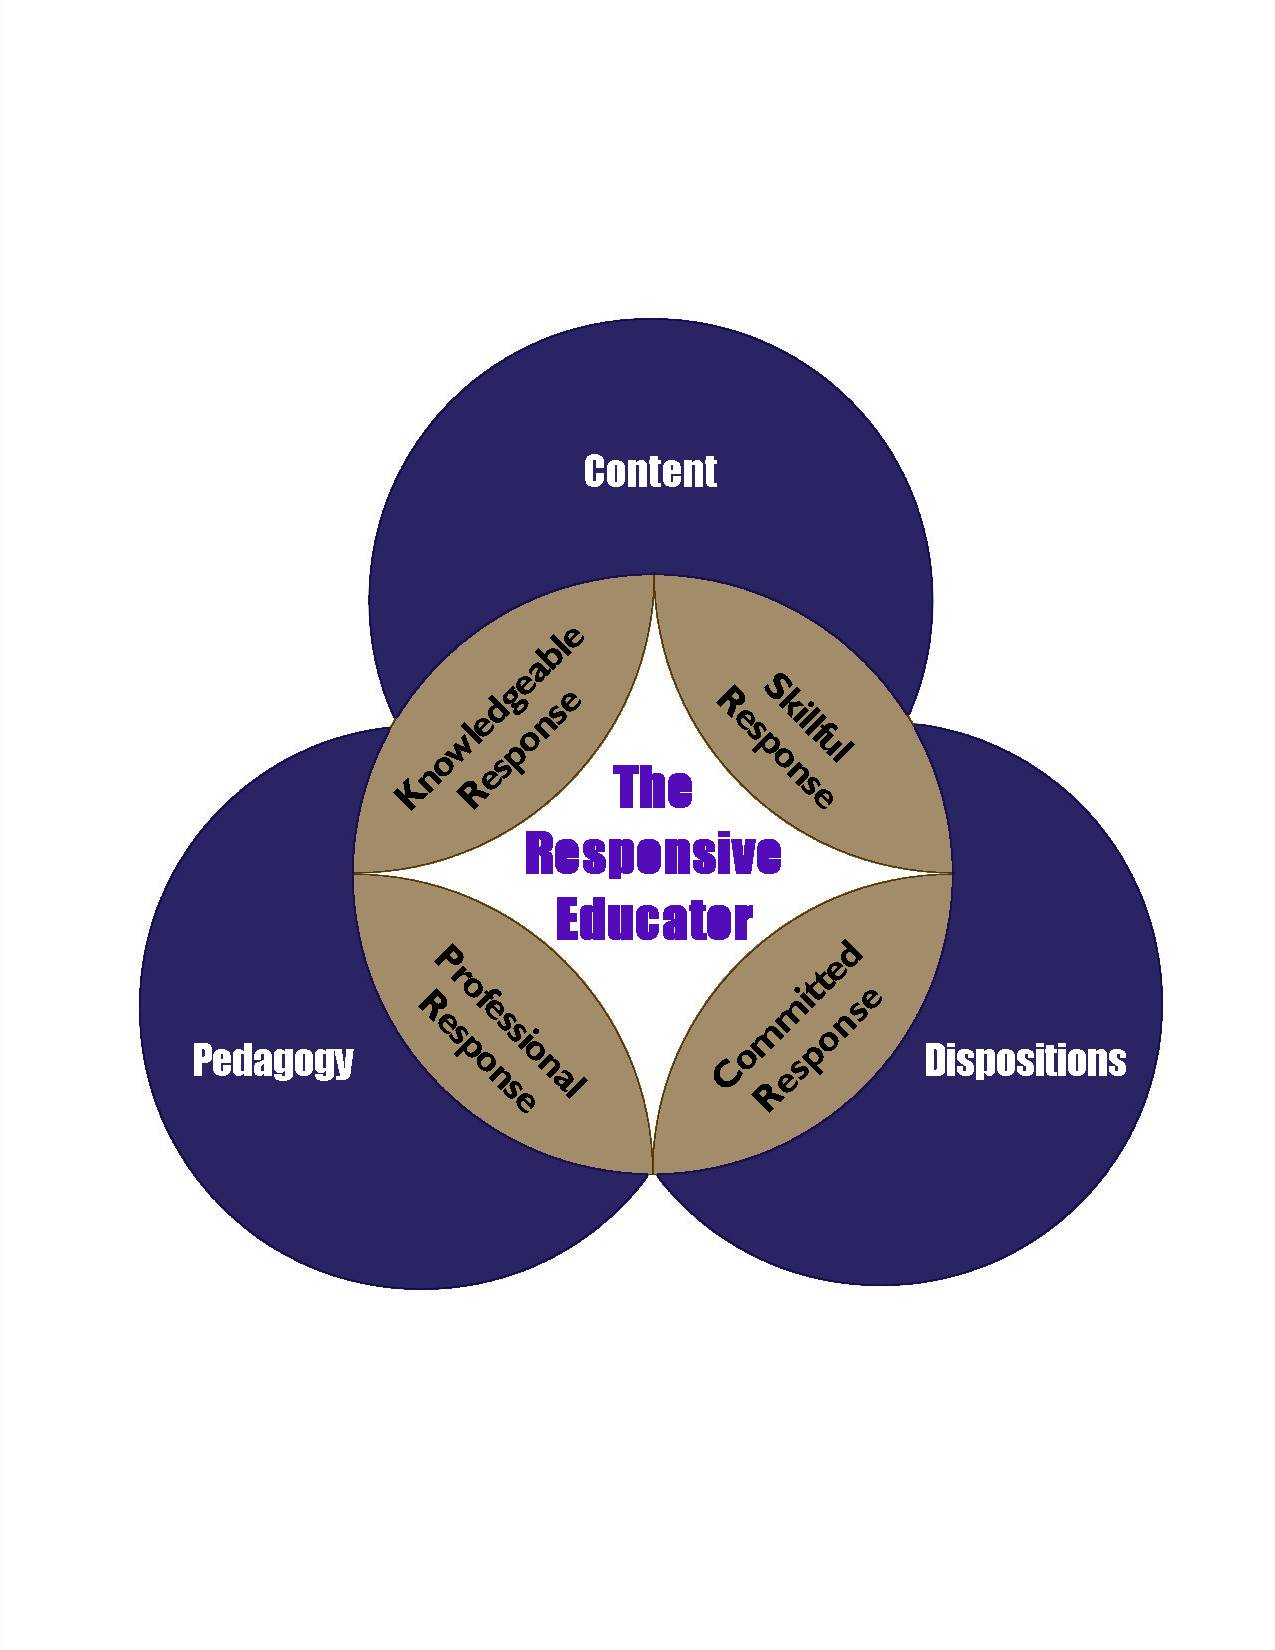 Content
Knowledgeable
Response
Skillful
Response
The
Responsive
Educator
Professional
Response
Committed
Response
Pedagogy
Dispositions